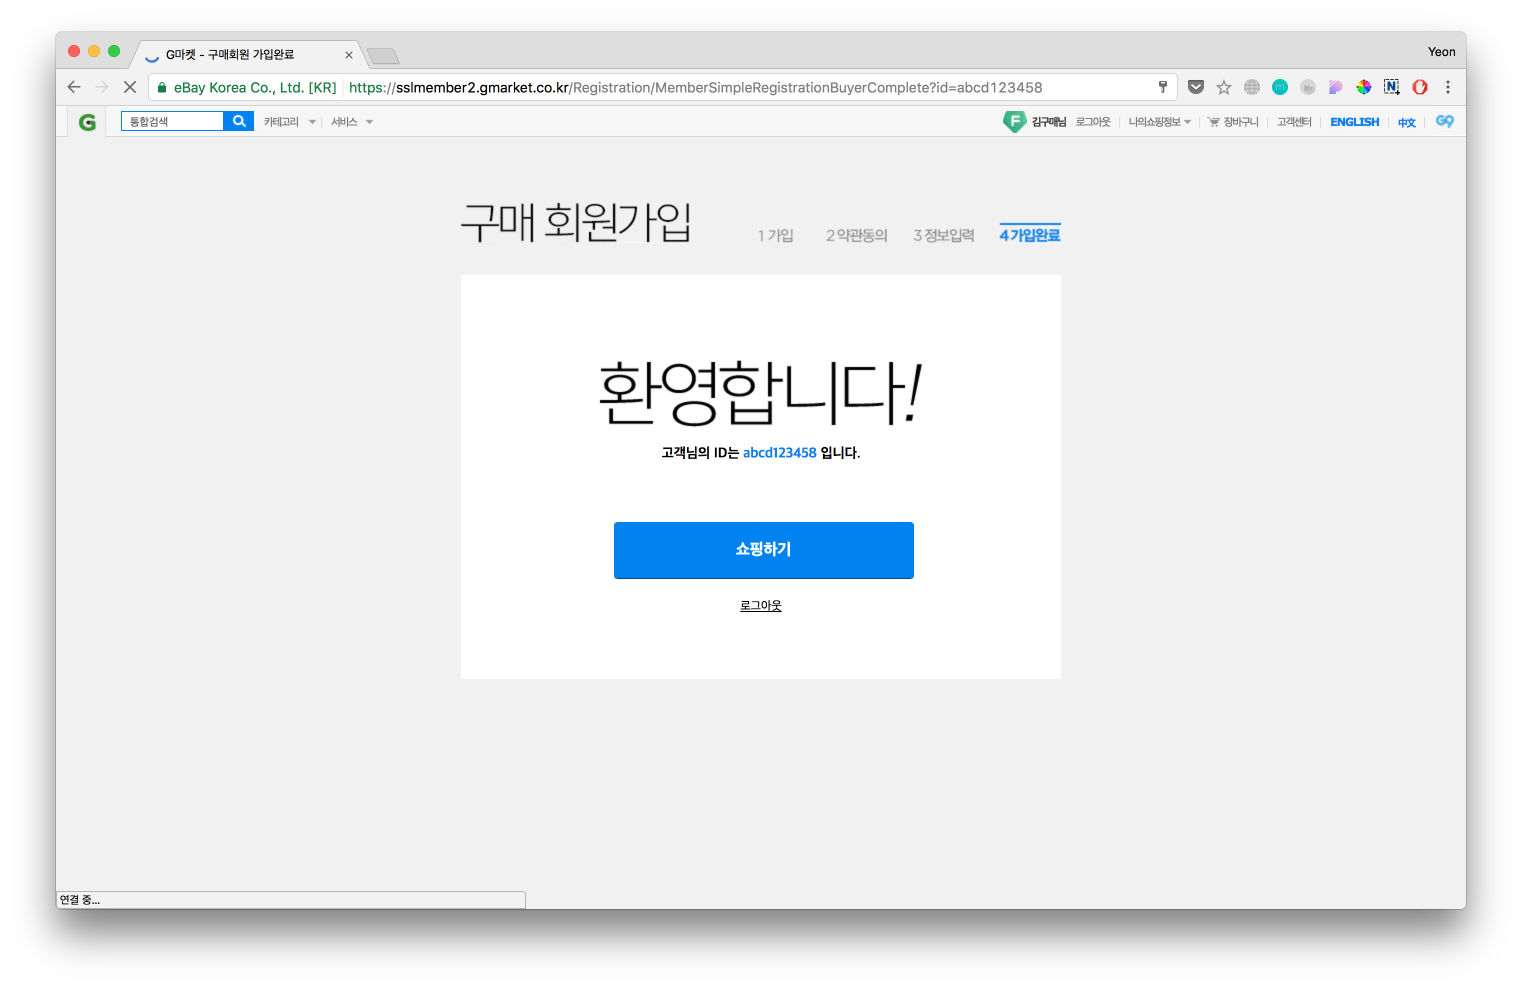 G마켓 - 구매회원 가입완료
Yeon
eBay Korea Co., Ltd. [KR] https://sslmember2.gmarket.co.kr/Registration/MemberSimpleRegistrationBuyerComplete?id=abcd123458
G 통합검색 카테고리 서비스 F 김구매님 로그아웃 나의쇼핑정보 장바구니 고객센터 ENGLISH 中文 G9
구매 회원가입
1 가입 2 약관동의 3 정보입력 4 가입완료
환영합니다!
고객님의 ID는 abcd123458 입니다.
쇼핑하기
로그아웃
연결 중...